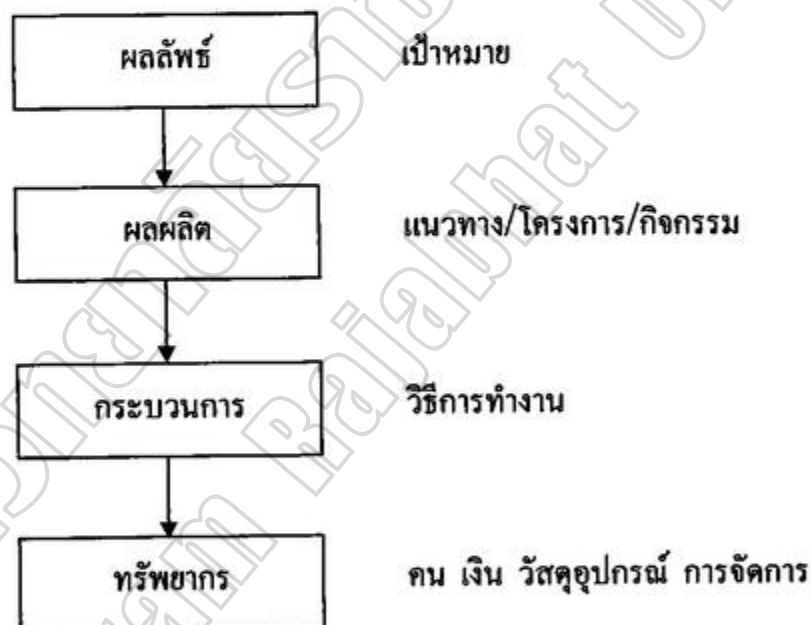 ผลลัพธ์ เป้าหมาย
ผลผลิต แนวทาง/โครงการ/กิจกรรม
กระบวนการ วิธีการทำงาน
ทรัพยากร คน เงิน วัสดุอุปกรณ์ การจัดการ
Rajabhat